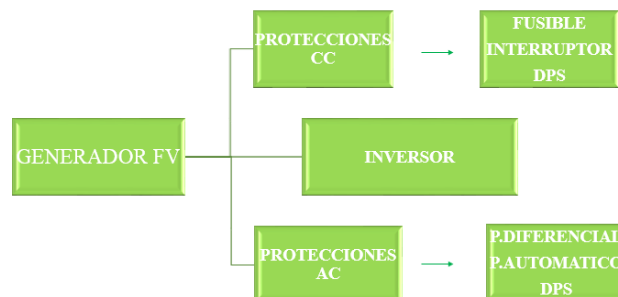 PROTECCIONES
CC
FUSIBLE
INTERRUPTOR
DPS
GENERADOR FV
INVERSOR
PROTECCIONES
AC
P.DIFERENCIAL
P.AUTOMATICO
DPS